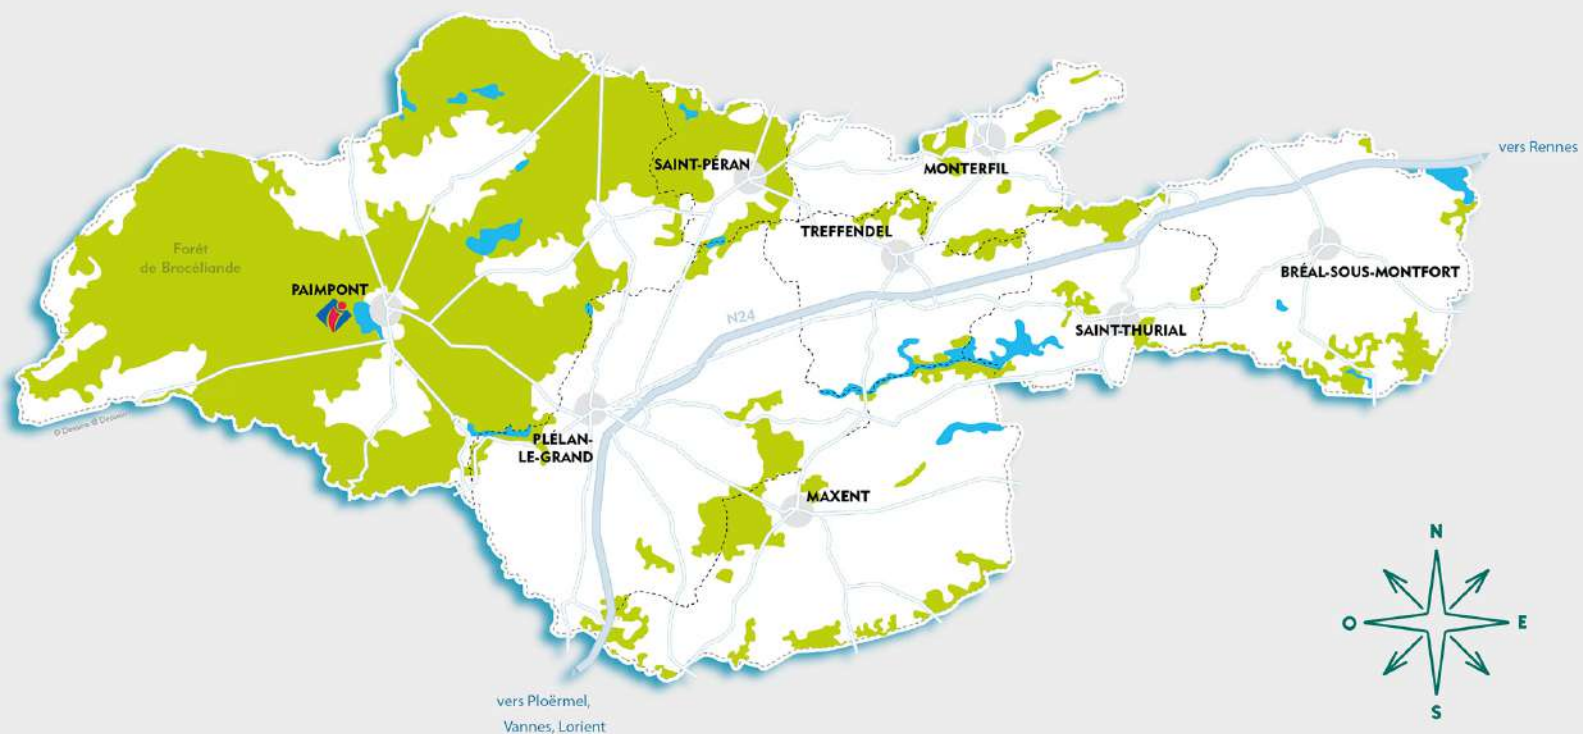 vers Rennes
SAINT-PÉRAN
MONTERFIL
TREFFENDEL
Forêt
de Brocéliande
BRÉAL-SOUS-MONTFORT
PAIMPONT
N24
SAINT-THURIAL
PLÉLAN-
LE-GRAND
MAXENT
vers Ploërmel,
Vannes, Lorient
N
O
E
S